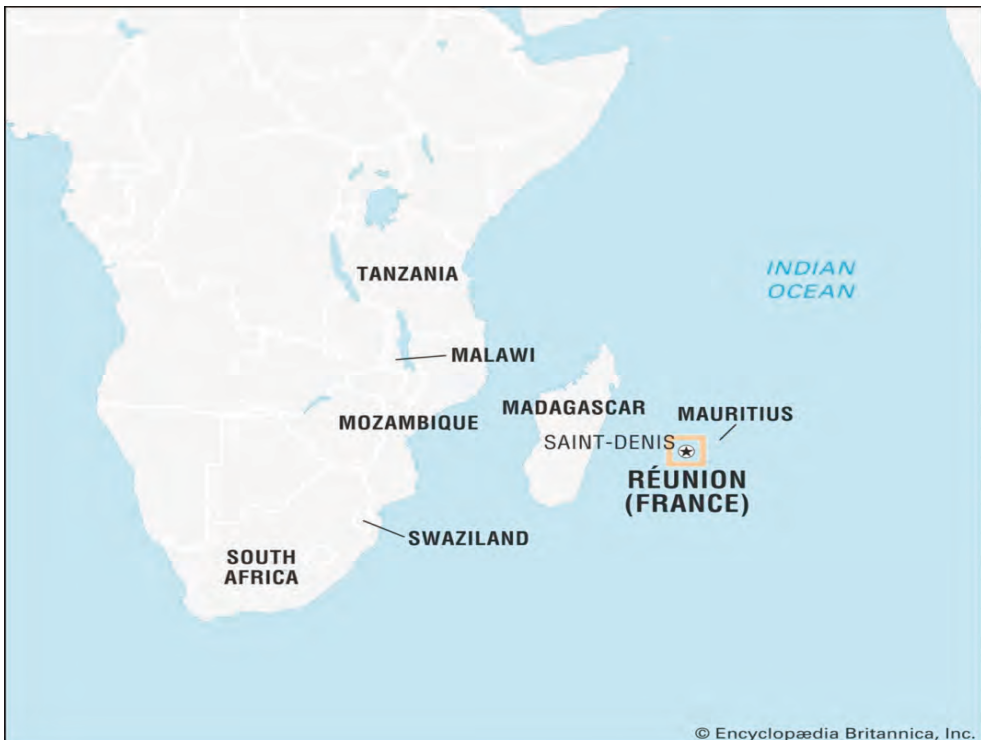 TANZANIA
INDIAN
OCEAN
MALAWI
MADAGASCAR
MAURITIUS
MOZAMBIQUE
SAINT-DENIS
RÉUNION
(FRANCE)
SWAZILAND
SOUTH
AFRICA
© Encyclopædia Britannica, Inc.